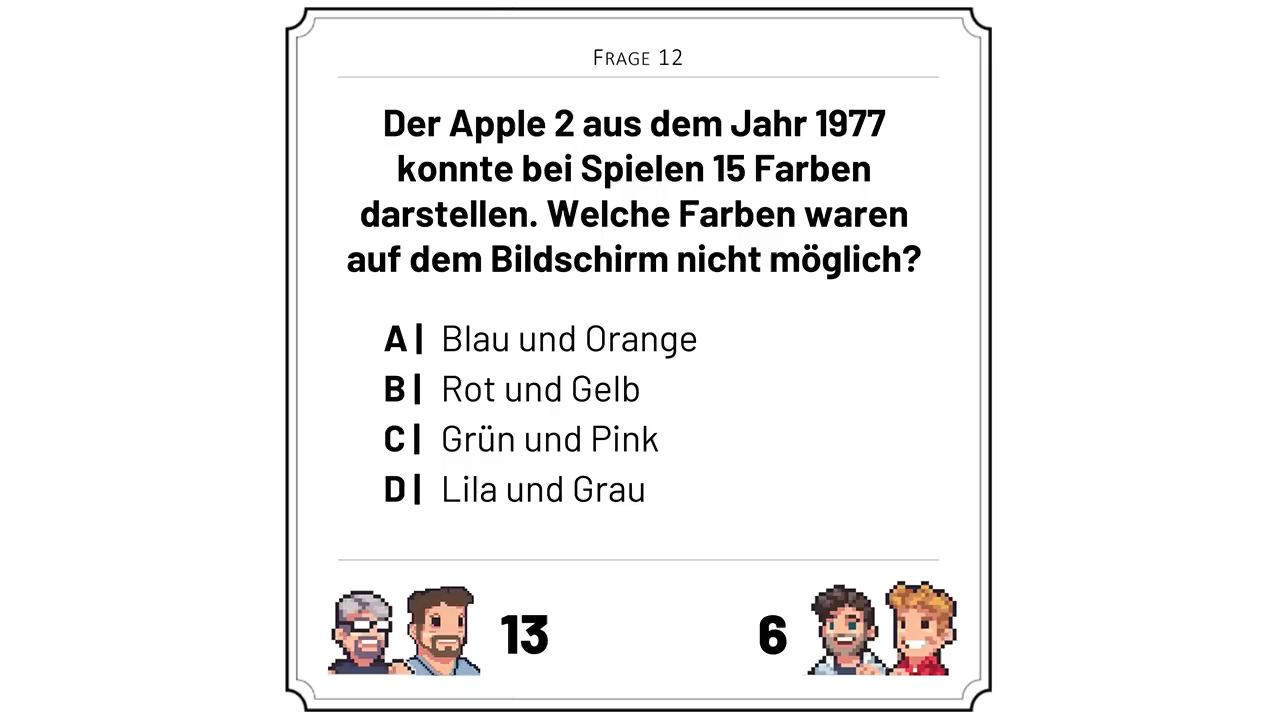 Frage 12
Der Apple 2 aus dem Jahr 1977
konnte bei Spielen 15 Farben
darstellen. Welche Farben waren
auf dem Bildschirm nicht möglich?
A | Blau und Orange
B | Rot und Gelb
C | Grün und Pink
D | Lila und Grau
13 6